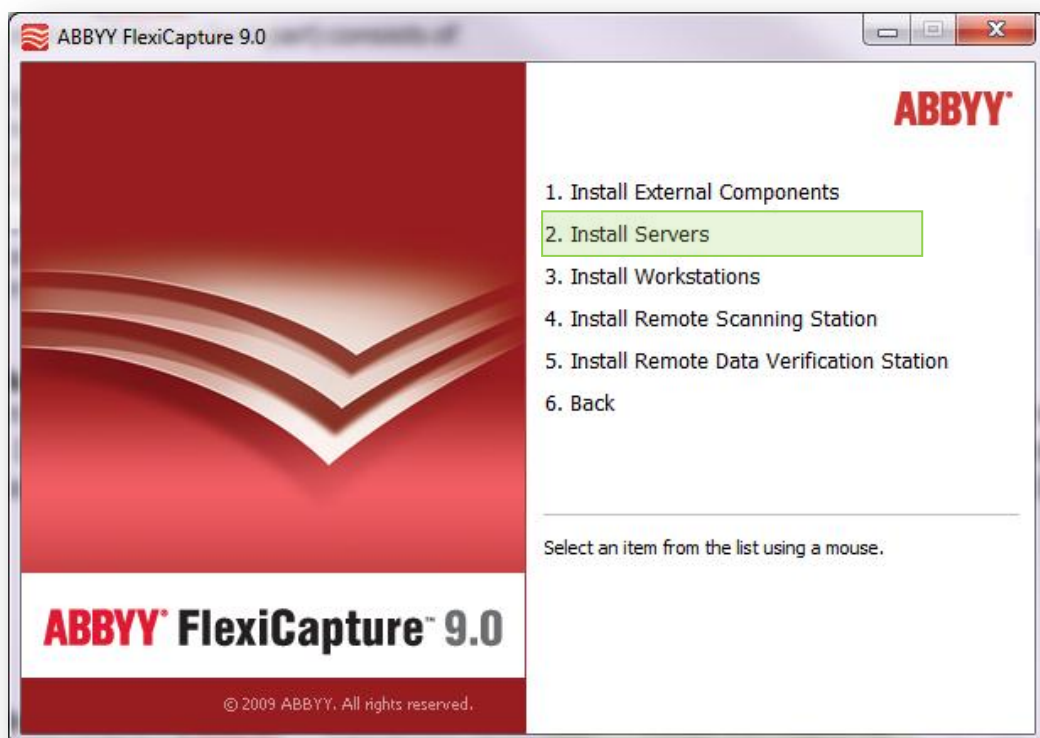 ABBYY FlexiCapture 9.0
ABBYY®
1. Install External Components
2. Install Servers
3. Install Workstations
4. Install Remote Scanning Station
5. Install Remote Data Verification Station
6. Back
Select an item from the list using a mouse.
ABBYY® FlexiCapture™ 9.0
© 2009 ABBYY. All rights reserved.